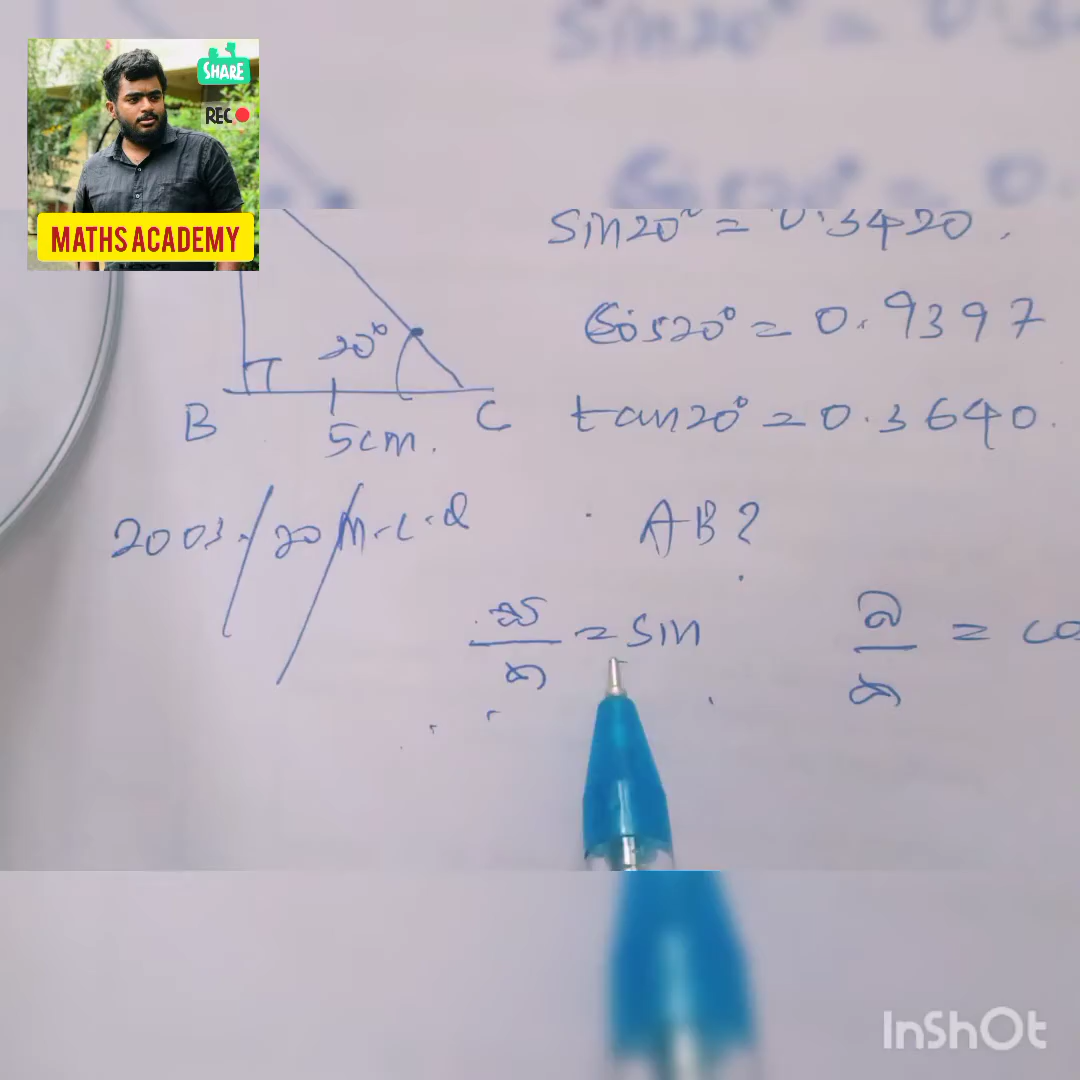 SHARE
REC
MATHS ACADEMY
sin20° = 0.3420.
20°
cos20° = 0.9397
B
C
tan20° = 0.3640.
5cm.
2003 / 20 M.C.Q
AB?
= sin
= co
InShOt